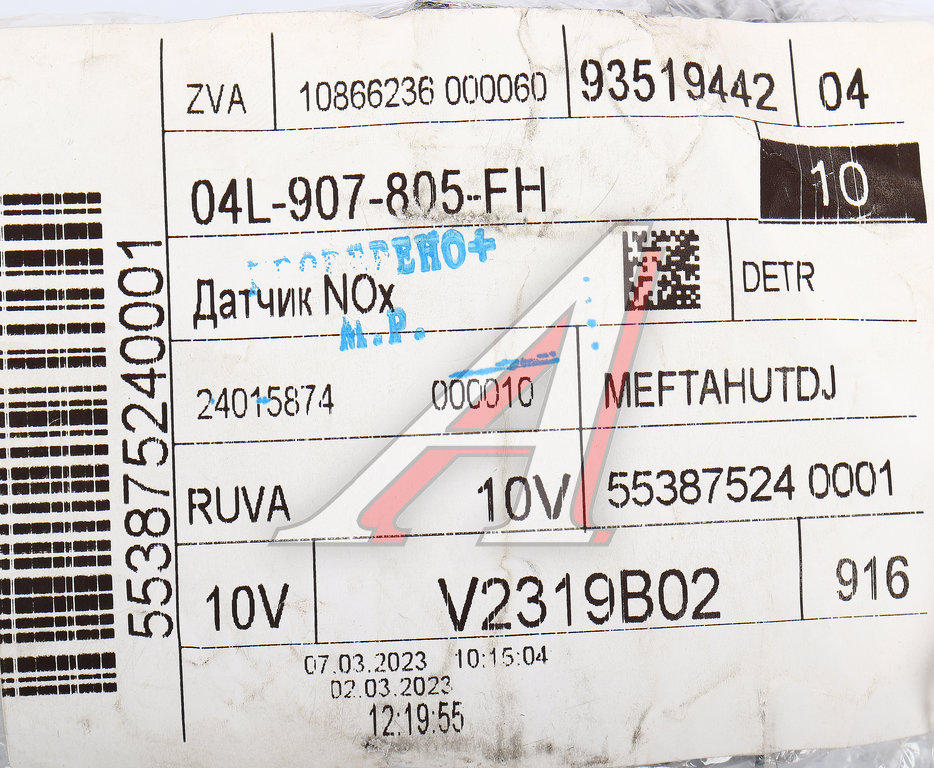 ZVA 10866236 000060 93519442 04
04L-907-805-FH 10
Датчик NOx DETR
М.Р.
24015874 000010 MEFTAHUTDJ
RUVA 10V 55387524 0001
10V V2319B02 916
07.03.2023 10:15:04
02.03.2023
12:19:55
553875240001